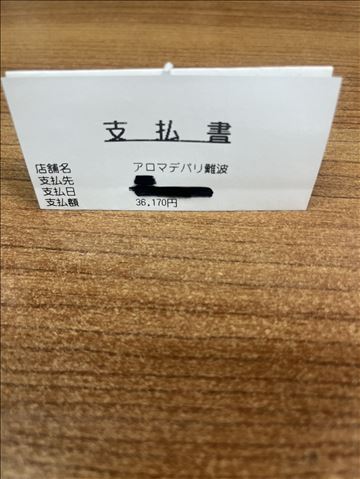 支払書
店舗名 アロマデパリ難波
支払先
支払日
支払額 36,170円